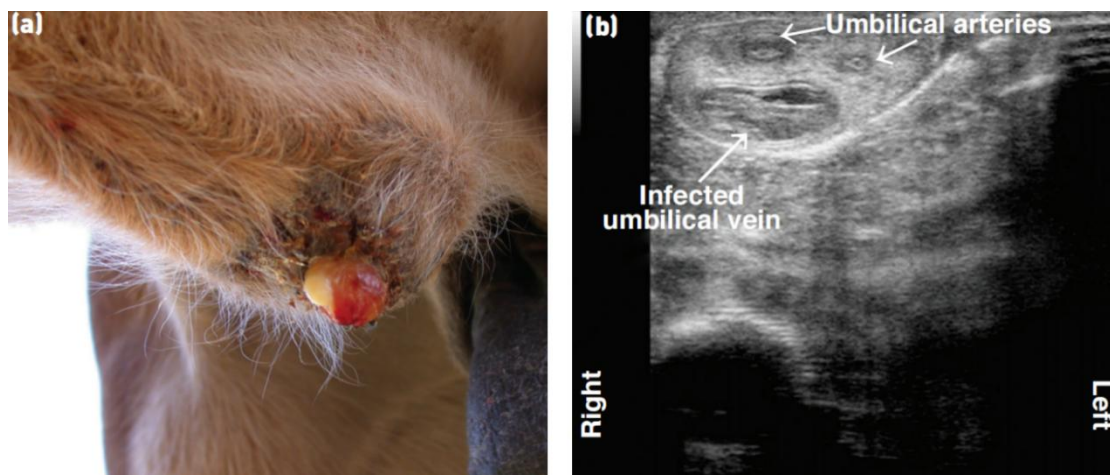 (a)
(b)
Umbilical arteries
Infected
umbilical vein
Right
Left